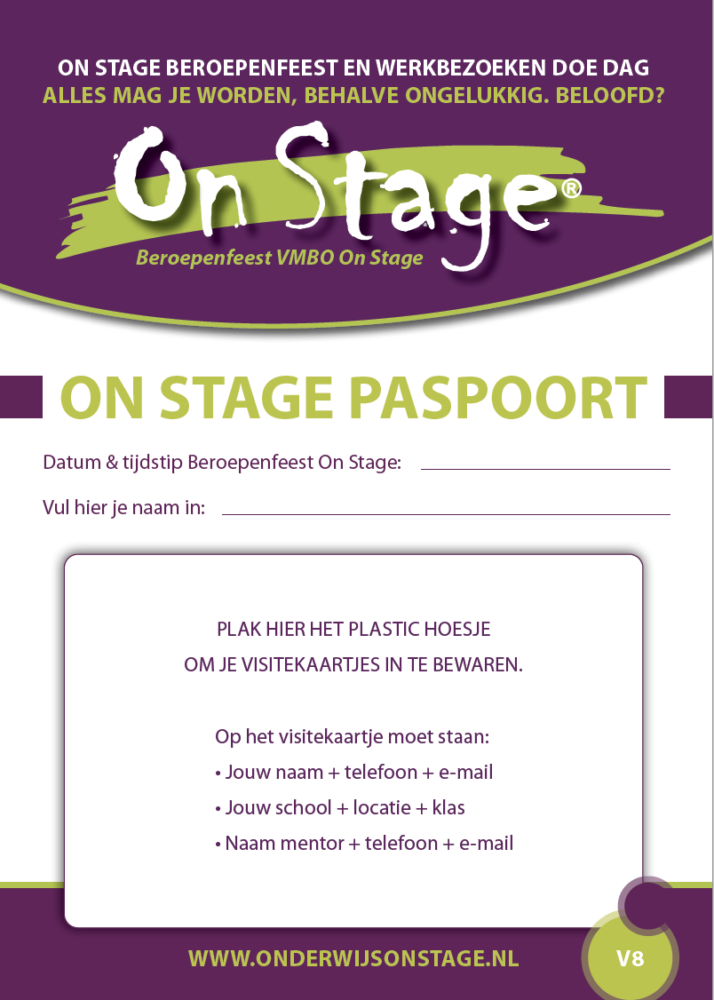 ON STAGE BEROEPENFEEST EN WERKBEZOEKEN DOE DAG
ALLES MAG JE WORDEN, BEHALVE ONGELUKKIG. BELOOFD?
On Stage®
Beroepenfeest VMBO On Stage
ON STAGE PASPOORT
Datum & tijdstip Beroepenfeest On Stage:
Vul hier je naam in:
PLAK HIER HET PLASTIC HOESJE
OM JE VISITEKAARTJES IN TE BEWAREN.
Op het visitekaartje moet staan:
• Jouw naam + telefoon + e-mail
• Jouw school + locatie + klas
• Naam mentor + telefoon + e-mail
WWW.ONDERWIJSONSTAGE.NL
V8